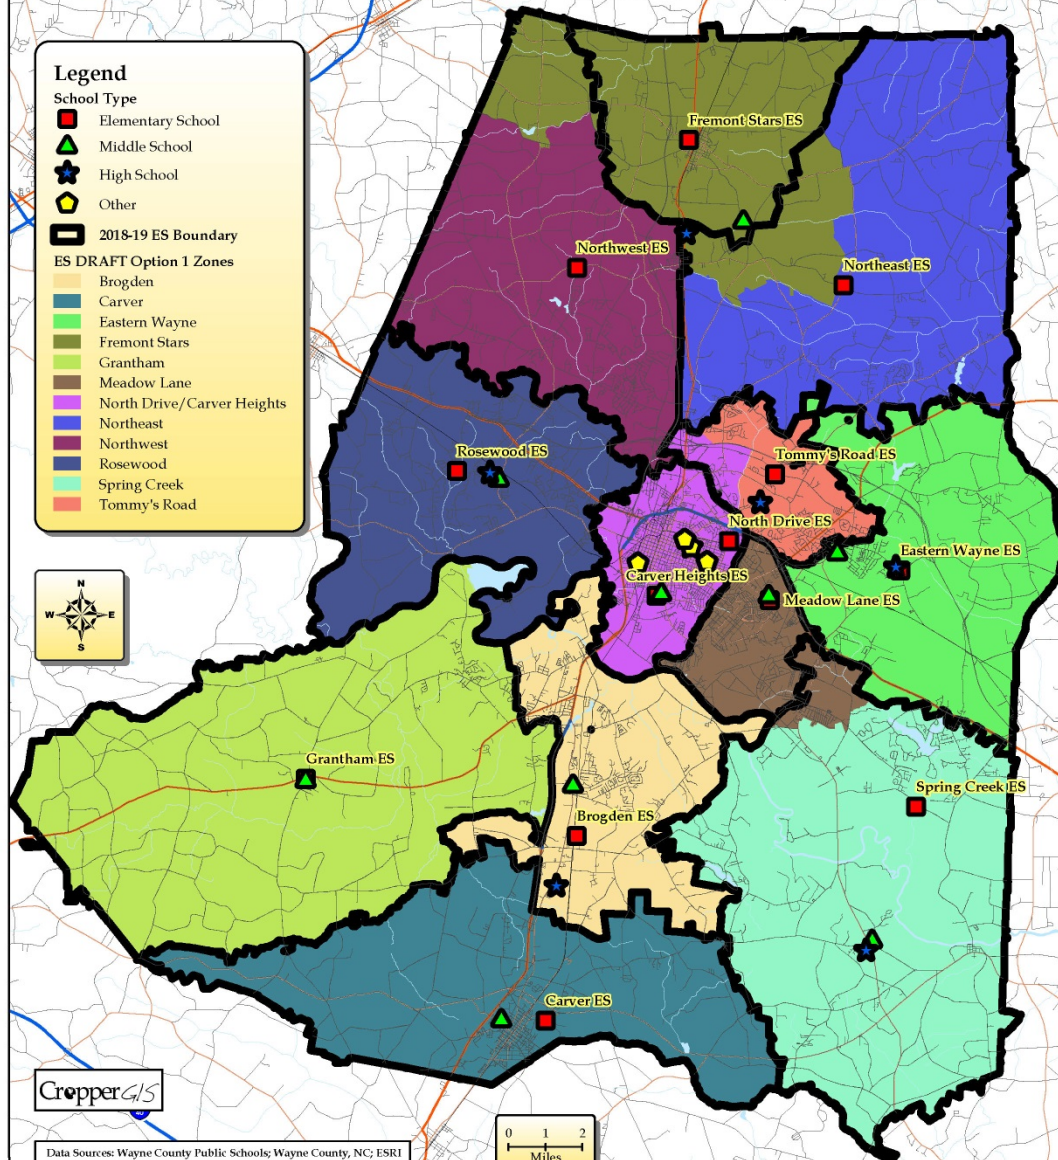 Legend
School Type
Elementary School
Middle School
High School
Other
2018-19 ES Boundary
ES DRAFT Option 1 Zones
Brogden
Carver
Eastern Wayne
Fremont Stars
Grantham
Meadow Lane
North Drive/Carver Heights
Northeast
Northwest
Rosewood
Spring Creek
Tommy's Road
Fremont Stars ES
Northwest ES
Northeast ES
Rosewood ES
Tommy's Road ES
North Drive ES
Eastern Wayne ES
Carver Heights ES
Meadow Lane ES
Grantham ES
Spring Creek ES
Brogden ES
Carver ES
N
W E
S
Cropper GIS
40
0 1 2
Miles
Data Sources: Wayne County Public Schools; Wayne County, NC; ESRI